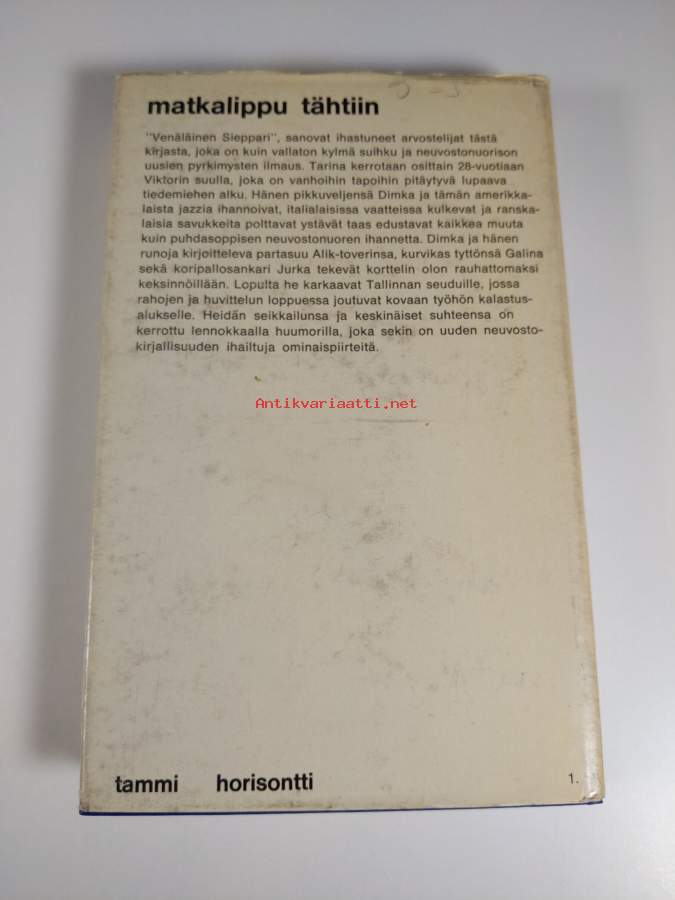 matkalippu tähtiin
"Venäläinen Sieppari", sanovat ihastuneet arvostelijat tästä
kirjasta, joka on kuin vallaton kylmä suihku ja neuvostonuorison
uusien pyrkimysten ilmaus. Tarina kerrotaan osittain 28-vuotiaan
Viktorin suulla, joka on vanhoihin tapoihin pitäytyvä lupaava
tiedemiehen alku. Hänen pikkuveljensä Dimka ja tämän amerikka-
laista jazzia ihannoivat, italialaisissa vaatteissa kulkevat ja ranska-
laisia savukkeita polttavat ystävät taas edustavat kaikkea muuta
kuin puhdasoppisen neuvostonuoren ihannetta. Dimka ja hänen
runoja kirjoitteleva partasuu Alik-toverinsa, kurvikas tyttönsä Galina
sekä koripallosankari Jurka tekevät korttelin olon rauhattomaksi
keksinnöillään. Lopulta he karkaavat Tallinnan seuduille, jossa
rahojen ja huvittelun loppuessa joutuvat kovaan työhön kalastus-
alukselle. Heidän seikkailunsa ja keskinäiset suhteensa on
kerrottu lennokkaalla huumorilla, joka sekin on uuden neuvosto-
kirjallisuuden ihailtuja ominaispiirteitä.
Antikvariaatti.net
tammi horisontti 1.